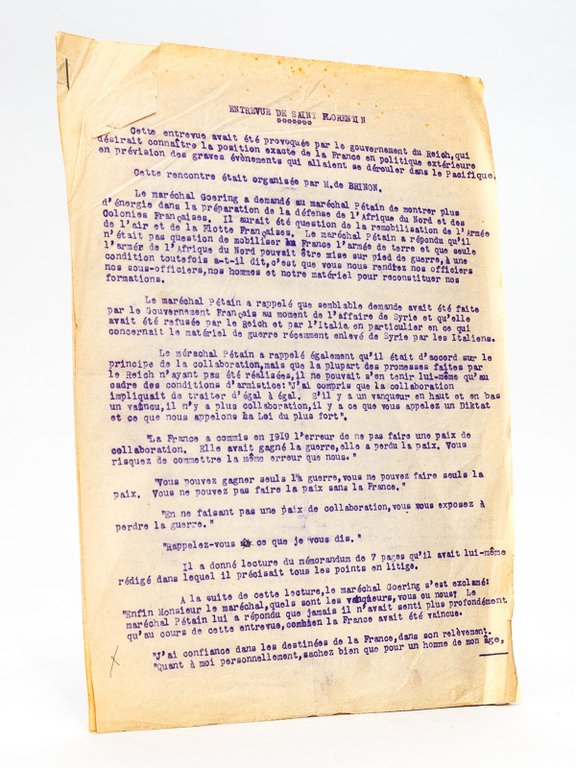 ENTREVUE DE SAINT FLORENTIN
Cette entrevue avait été provoquée par le gouvernement du Reich,qui
désirait connaître la position exacte de la France en politique extérieure
en prévision des graves évènements qui allaient se dérouler dans le Pacifique.
Cette rencontre était organisée par M.de BRINON.
Le maréchal Goering a demandé au maréchal Pétain de montrer plus
d'énergie dans la préparation de la défense de l'Afrique du Nord et des
Colonies Françaises. Il aurait été question de la remobilisation de l'Armée
de l'air et de la Flotte Françaises. Le maréchal Pétain a répondu qu'il
n'était pas question de mobiliser en France l'armée de terre et que seule
l'armée de l'Afrique du Nord pouvait être mise sur pied de guerre,à une
condition toutefois a-t-il dit,c'est que vous nous rendiez nos officiers
nos sous-officiers,nos hommes et notre matériel pour reconstituer nos
formations.
Le maréchal Pétain a rappelé que semblable demande avait été faite
par le Gouvernement Français au moment de l'affaire de Syrie et qu'elle
avait été refusée par le Reich et par l'Italie,en particulier en ce qui
concernait le matériel de guerre récemment enlevé de Syrie par les Italiens.
Le mérachal Pétain a rappelé également qu'il était d'accord sur le
principe de la collaboration,mais que la plupart des promesses faites par
le Reich n'ayant pas été réalisées,il ne pouvait s'en tenir lui-même qu'au
cadre des conditions d'armistice:"J'ai compris que la collaboration
impliquait de traiter d'égal à égal. S'il y a un vanqueur en haut et en bas
un vaincu,il n'y a plus collaboration,il y a ce que vous appelez un Diktat
et ce que nous appelons la Loi du plus fort".
"La France a commis en 1919 l'erreur de ne pas faire une paix de
collaboration. Elle avait gagné la guerre,elle a perdu la paix. Vous
risquez de commettre la même erreur que nous."
"Vous pouvez gagner seuls la guerre,vous ne pouvez faire seuls la
paix. Vous ne pouvez pas faire la paix sans la France."
"En ne faisant pas une paix de collaboration,vous vous exposez à
perdre la guerre."
"Rappelez-vous ce que je vous dis."
Il a donné lecture du mémorandum de 7 pages qu'il avait lui-même
rédigé dans lequel il précisait tous les points en litige.
A la suite de cette lecture,le maréchal Goering s'est exclamé:
"Enfin Monsieur le maréchal,quels sont les vainqueurs,vous ou nous? Le
maréchal Pétain lui a répondu que jamais il n'avait senti plus profondément
qu'au cours de cette entrevue,combien la France avait été vaincue.
"J'ai confiance dans les destinées de la France,dans son relèvement.
"Quant à moi personnellement,sachez bien que pour un homme de mon âge,